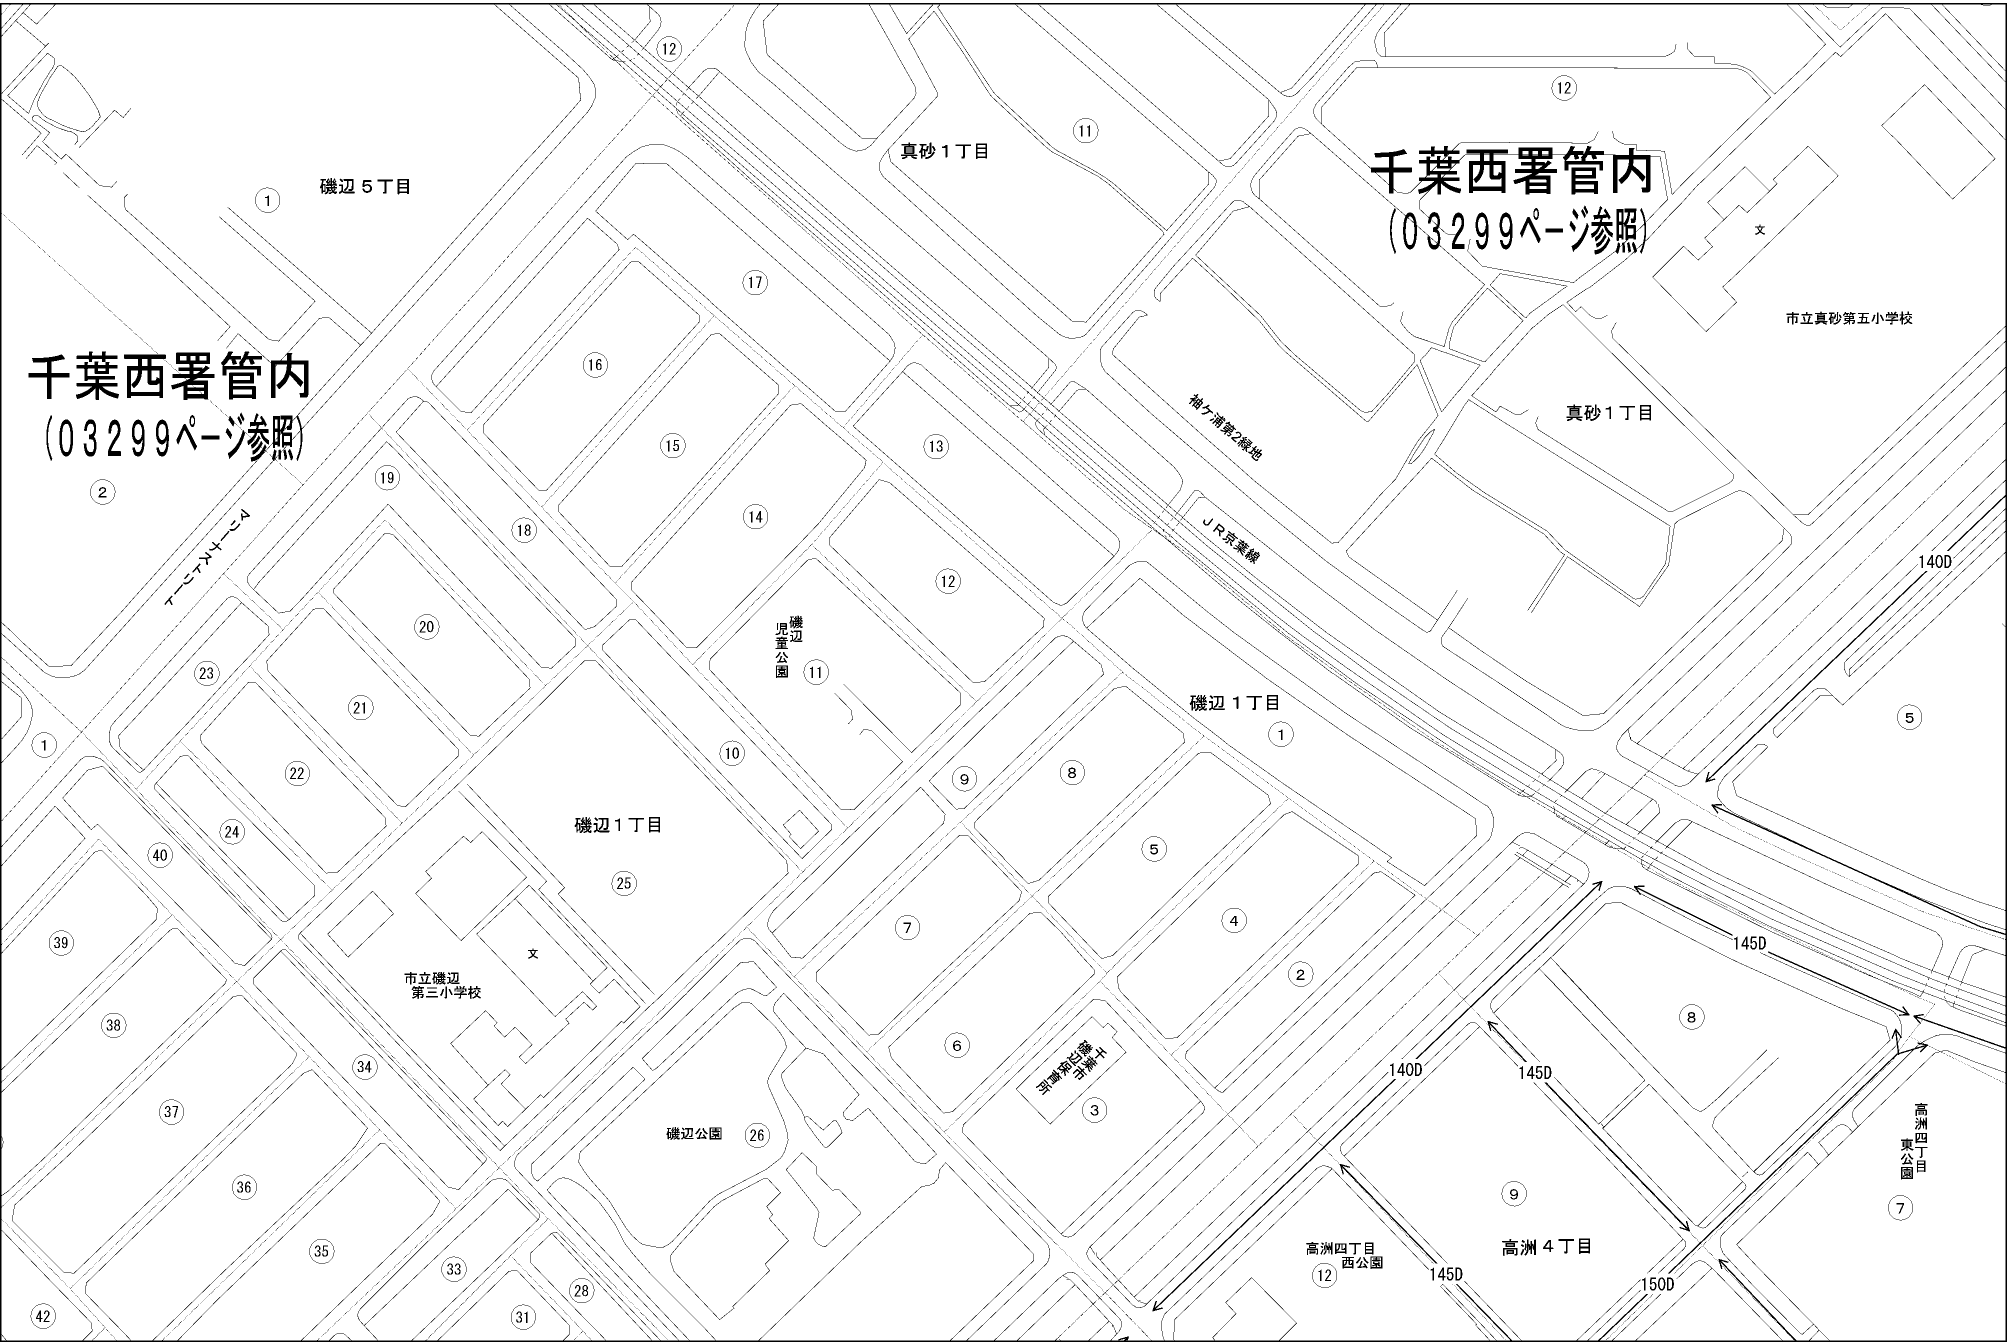 12
12
11
真砂１丁目
千葉西署管内
（０３２９９ページ参照）
磯辺５丁目
1
文
17
市立真砂第五小学校
16
千葉西署管内
（０３２９９ページ参照）
袖ケ浦第2緑地
真砂１丁目
15
13
19
2
マリーナストリート
14
18
ＪＲ京葉線
140D
12
20
磯辺
児童公園
11
23
21
磯辺１丁目
1
5
1
22
10
9
8
磯辺１丁目
24
40
5
25
7
4
39
文
145D
2
市立磯辺
第三小学校
38
8
6
34
千葉市
磯辺保育所
140D
145D
3
37
磯辺公園
26
高洲四丁目
東公園
36
9
7
35
高洲四丁目
西公園
12
高洲４丁目
33
145D
150D
28
42
31